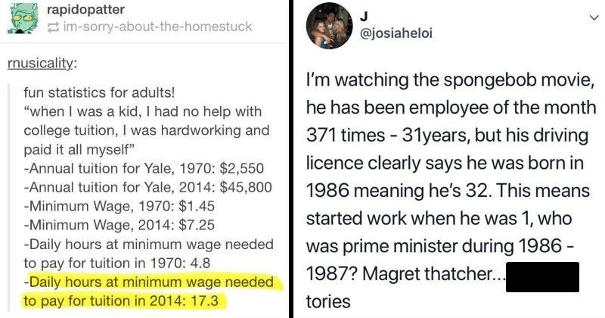 rapidopatter
im-sorry-about-the-homestuck
rnusicality:
fun statistics for adults!
“when I was a kid, I had no help with
college tuition, I was hardworking and
paid it all myself”
-Annual tuition for Yale, 1970: $2,550
-Annual tuition for Yale, 2014: $45,800
-Minimum Wage, 1970: $1.45
-Minimum Wage, 2014: $7.25
-Daily hours at minimum wage needed
to pay for tuition in 1970: 4.8
-Daily hours at minimum wage needed
to pay for tuition in 2014: 17.3
J
@josiaheloi
I’m watching the spongebob movie,
he has been employee of the month
371 times - 31years, but his driving
licence clearly says he was born in
1986 meaning he’s 32. This means
started work when he was 1, who
was prime minister during 1986 -
1987? Magret thatcher...
tories